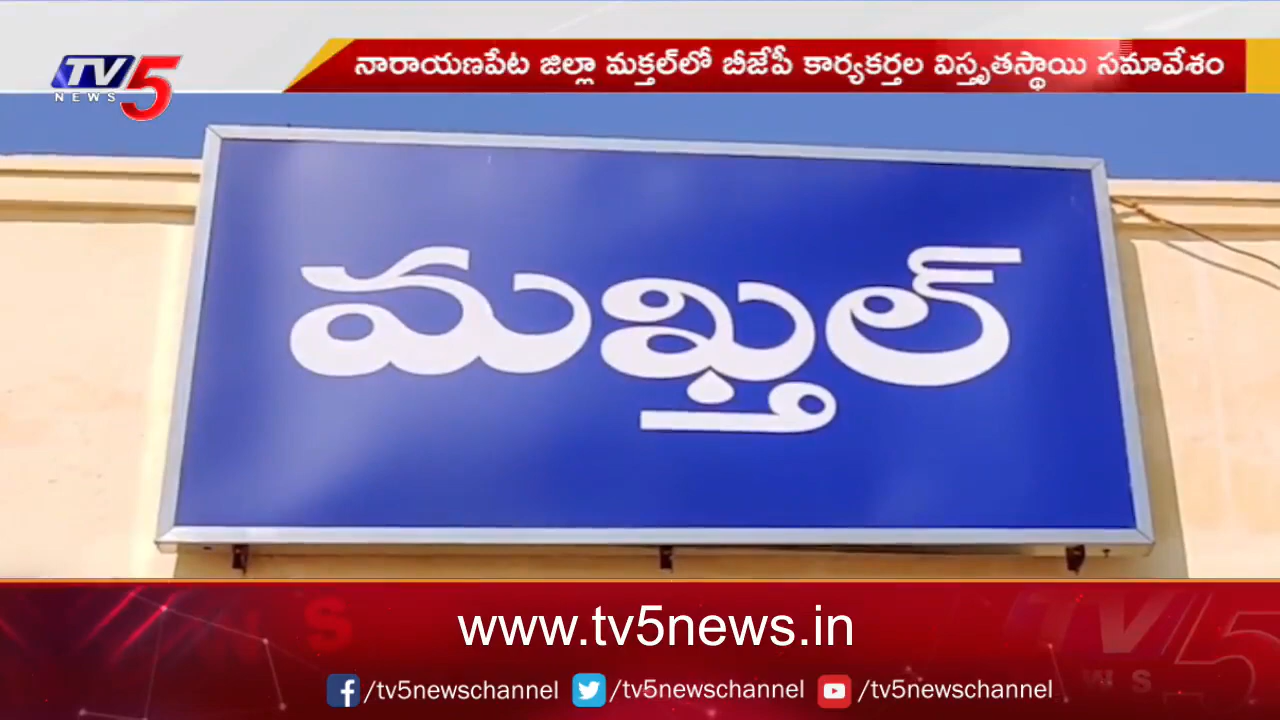 TV5
NEWS
నారాయణపేట జిల్లా మక్తల్‌లో బీజేపీ కార్యకర్తల విస్తృతస్థాయి సమావేశం
మఖ్తల్
www.tv5news.in
/tv5newschannel /tv5newschannel /tv5newschannel